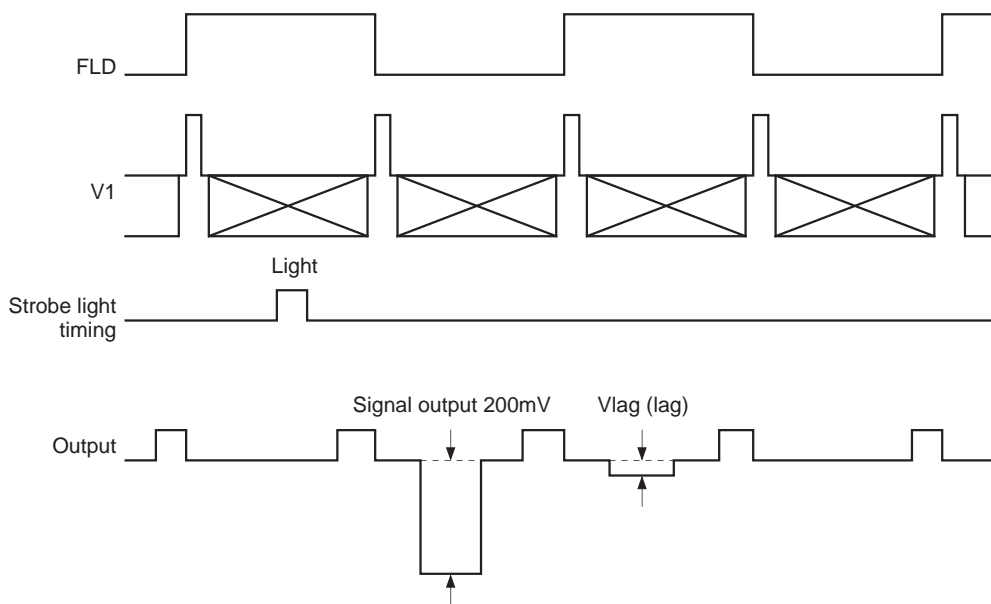 FLD
V1
Light
Strobe light
timing
Signal output 200mV
Vlag (lag)
Output